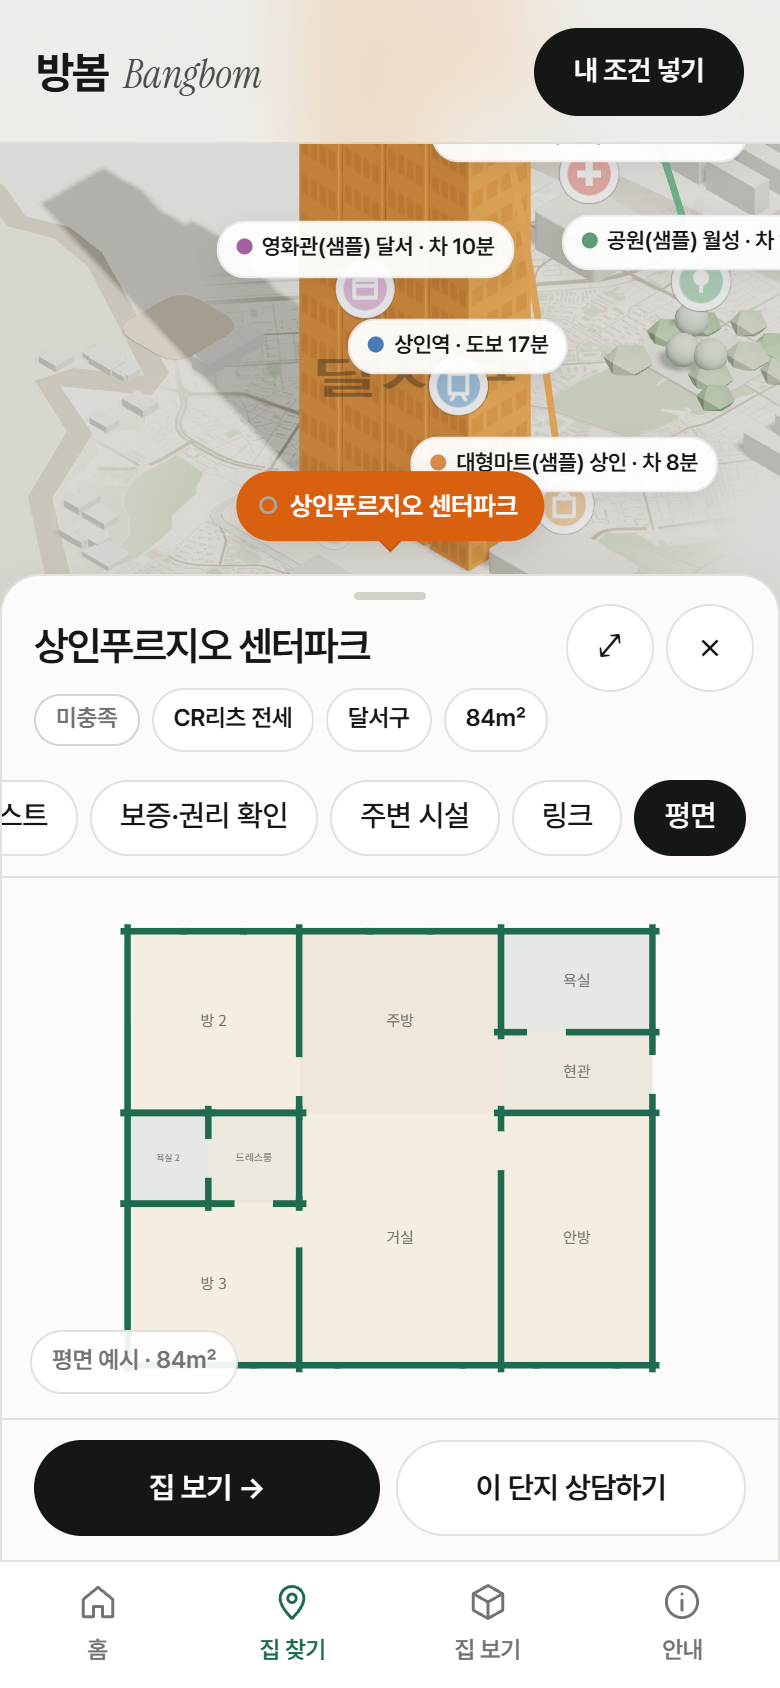 방봄 Bangbom
내 조건 넣기
영화관(샘플) 달서 · 차 10분
공원(샘플) 월성 · 차
상인역 · 도보 17분
대형마트(샘플) 상인 · 차 8분
상인푸르지오 센터파크
상인푸르지오 센터파크
미충족
CR리츠 전세
달서구
84m²
스트
보증·권리 확인
주변 시설
링크
평면
방 2
주방
욕실
현관
욕실 2
드레스룸
거실
안방
방 3
평면 예시 · 84m²
집 보기 →
이 단지 상담하기
홈
집 찾기
집 보기
안내